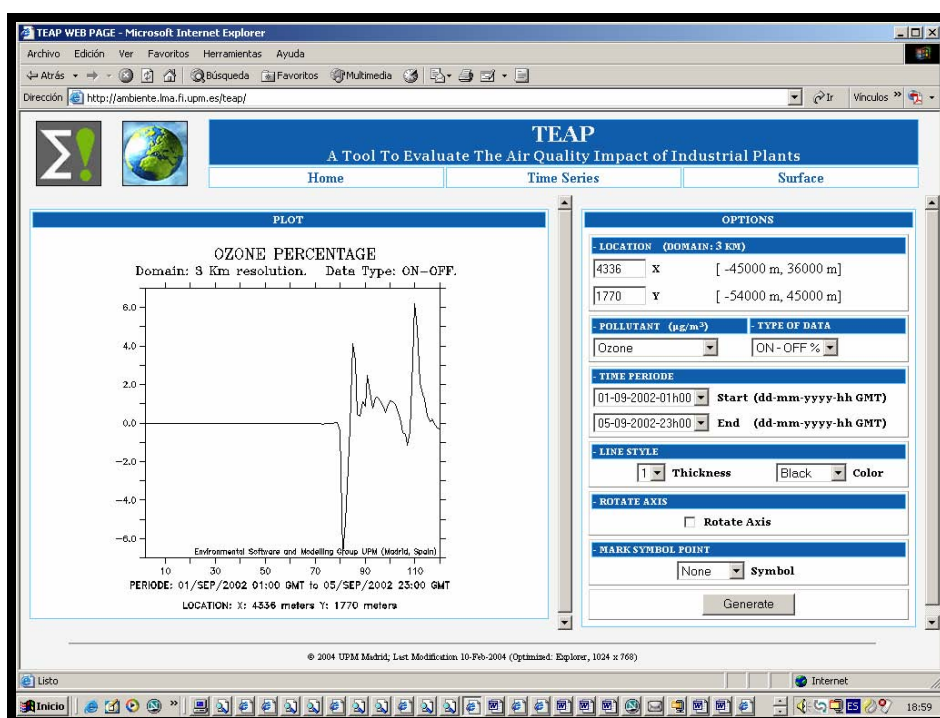 TEAP WEB PAGE - Microsoft Internet Explorer
Archivo Edición Ver Favoritos Herramientas Ayuda
Atrás Búsqueda Favoritos Multimedia
Dirección http://ambiente.lma.fi.upm.es/teap/ Ir Vínculos »
Σ!
TEAP
A Tool To Evaluate The Air Quality Impact of Industrial Plants
Home Time Series Surface
PLOT
OZONE PERCENTAGE
Domain: 3 Km resolution. Data Type: ON-OFF.
6.0
4.0
2.0
0.0
-2.0
-4.0
-6.0
Environmental Software and Modelling Group UPM (Madrid, Spain)
10 30 50 70 90 110
PERIODE: 01/SEP/2002 01:00 GMT to 05/SEP/2002 23:00 GMT
LOCATION: X: 4336 meters Y: 1770 meters
OPTIONS
- LOCATION (DOMAIN: 3 KM)
4336 X [ -45000 m, 36000 m]
1770 Y [ -54000 m, 45000 m]
- POLLUTANT (µg/m³) - TYPE OF DATA
Ozone ON - OFF %
- TIME PERIODE
01-09-2002-01h00 Start (dd-mm-yyyy-hh GMT)
05-09-2002-23h00 End (dd-mm-yyyy-hh GMT)
- LINE STYLE
1 Thickness Black Color
- ROTATE AXIS
Rotate Axis
- MARK SYMBOL POINT
None Symbol
Generate
© 2004 UPM Madrid; Last Modification 10-Feb-2004 (Optimized: Explorer, 1024 x 768)
Listo Internet
Inicio » ES 18:59